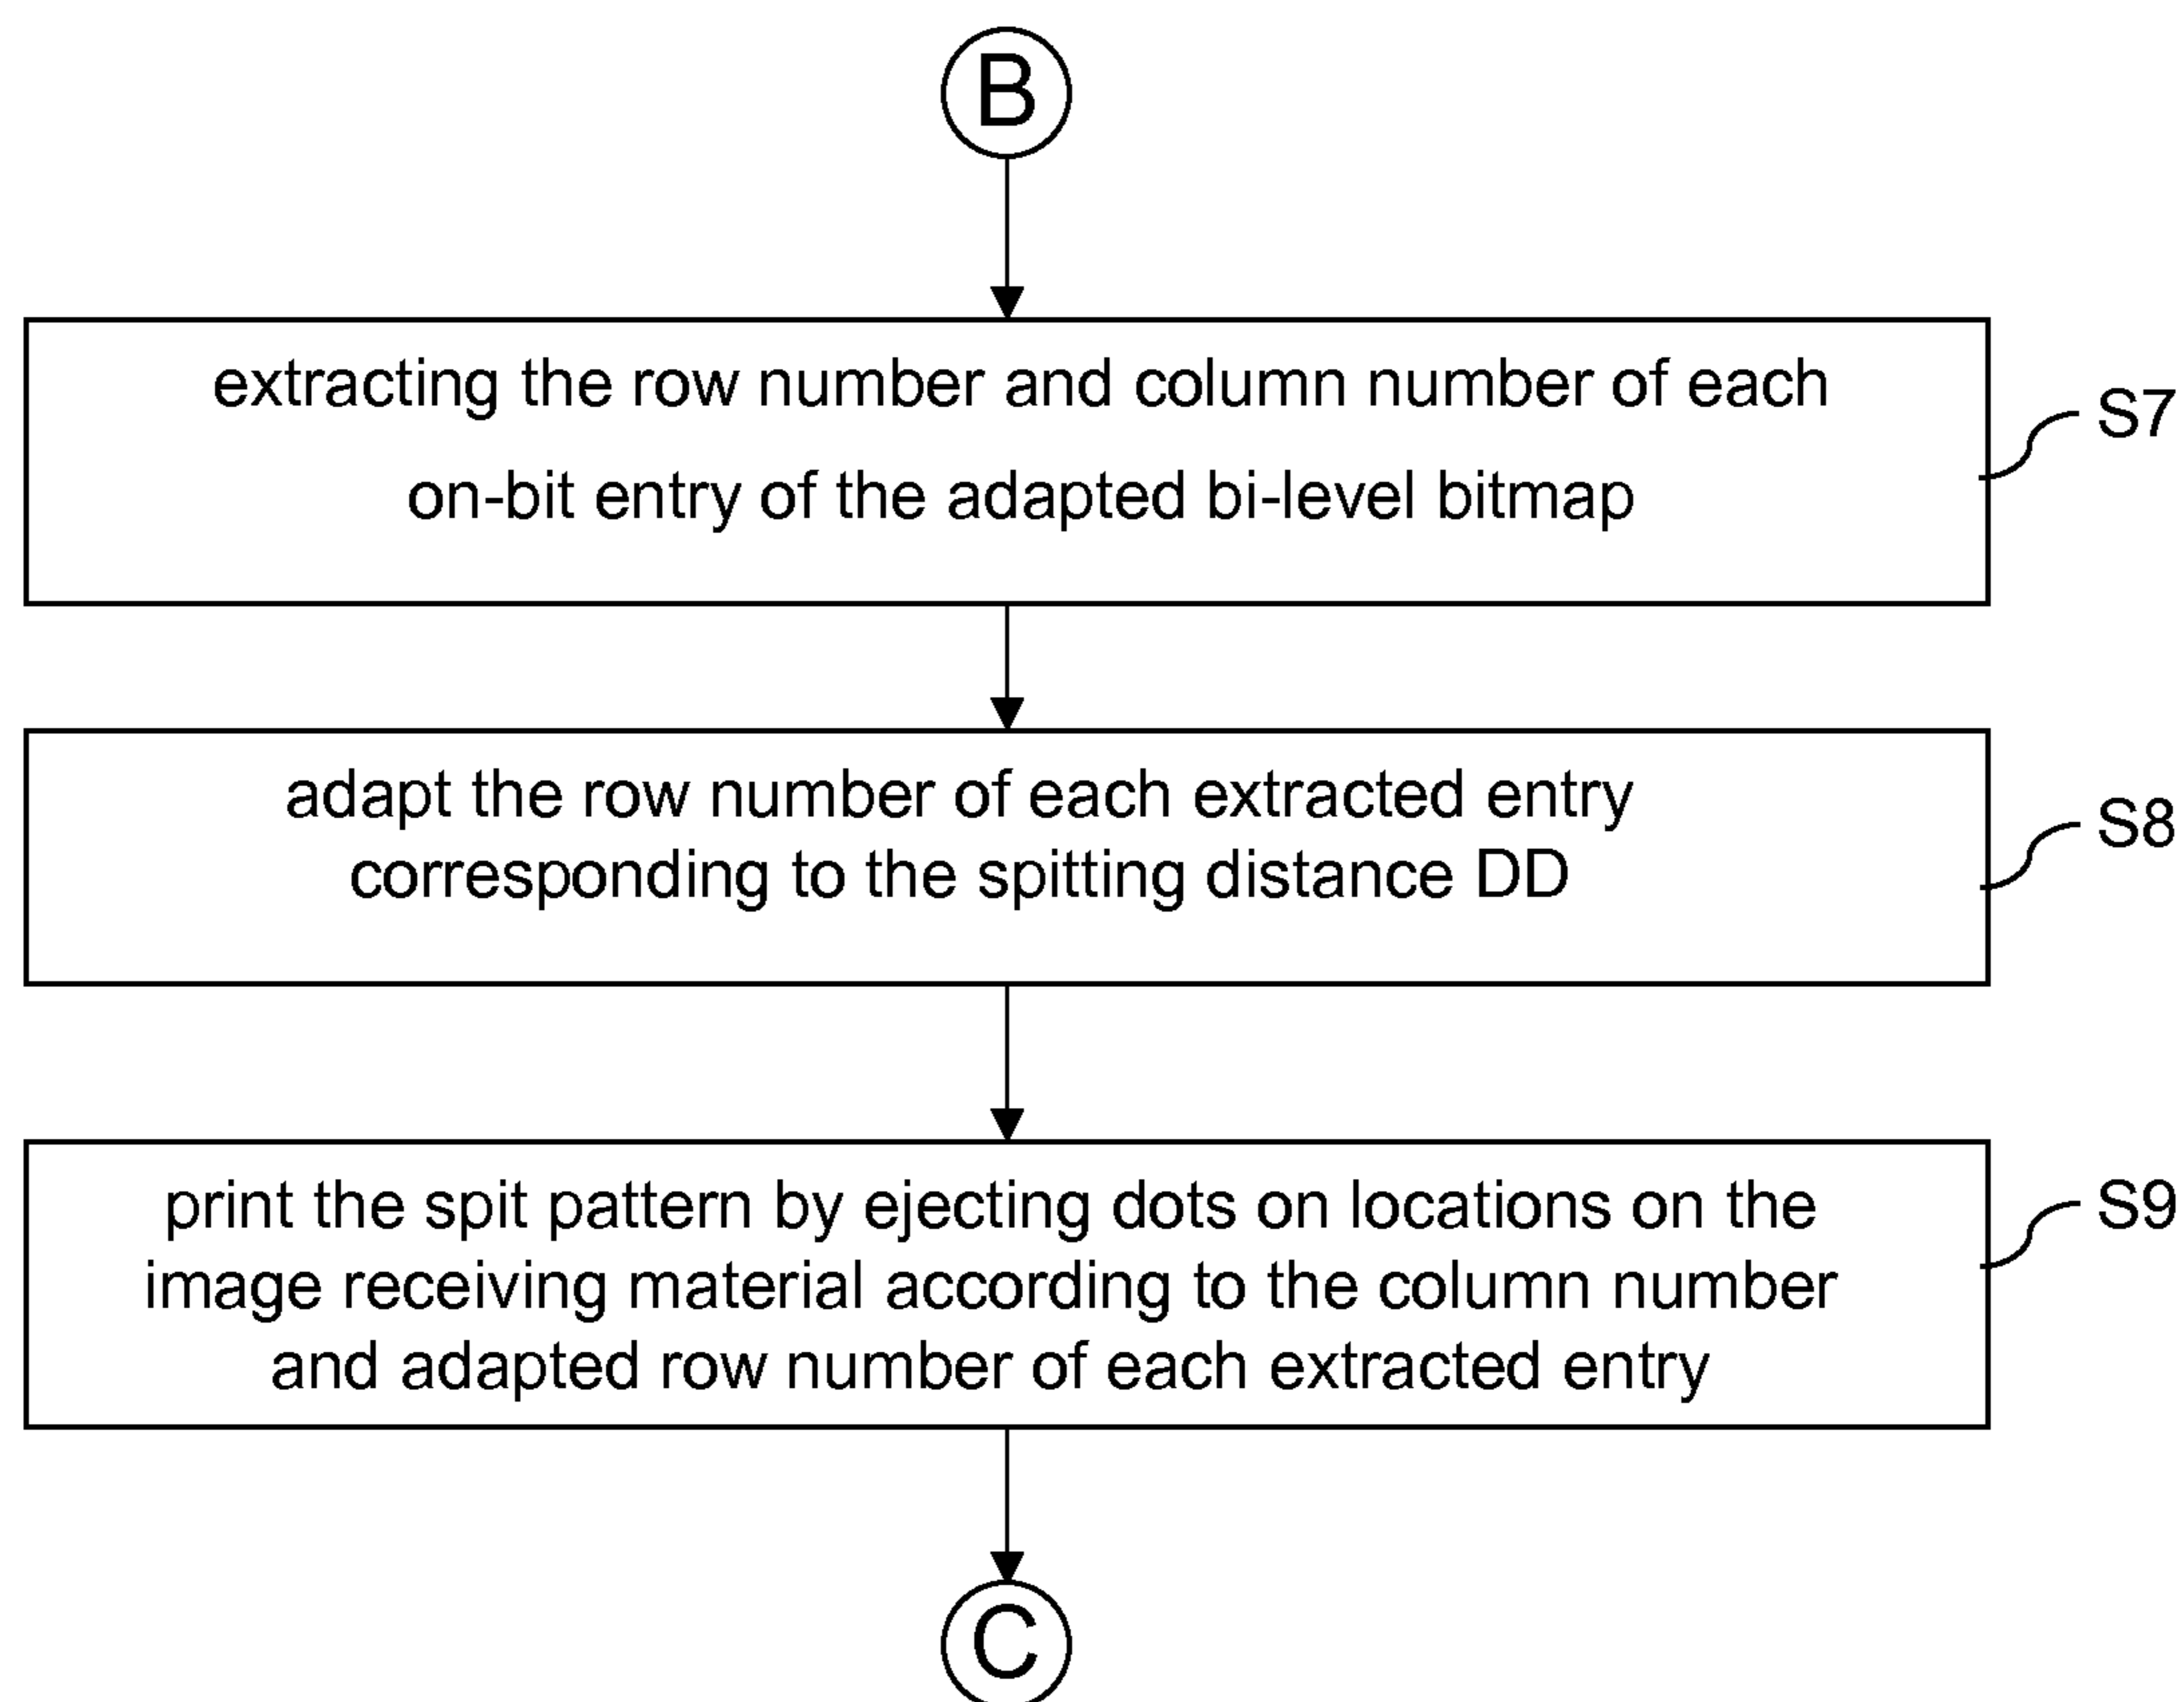 B
extracting the row number and column number of each
on-bit entry of the adapted bi-level bitmap
S7
adapt the row number of each extracted entry
corresponding to the spitting distance DD
S8
print the spit pattern by ejecting dots on locations on the
image receiving material according to the column number
and adapted row number of each extracted entry
S9
C